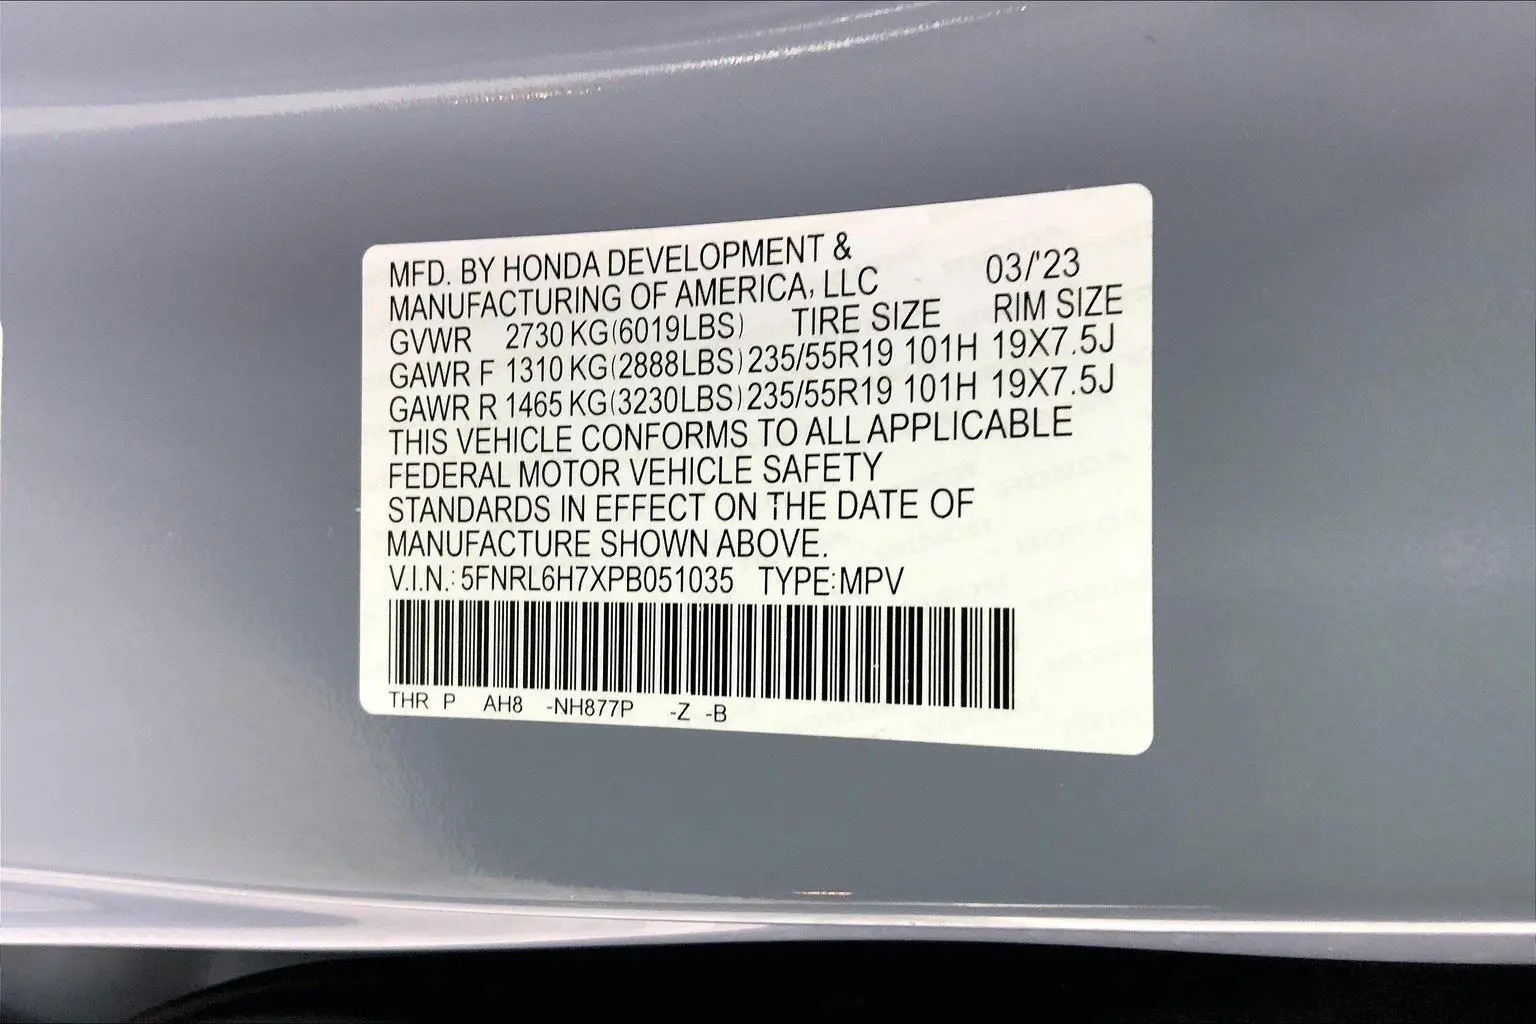 MFD. BY HONDA DEVELOPMENT &
MANUFACTURING OF AMERICA, LLC 03/'23
GVWR 2730 KG(6019LBS) TIRE SIZE RIM SIZE
GAWR F 1310 KG(2888LBS) 235/55R19 101H 19X7.5J
GAWR R 1465 KG(3230LBS) 235/55R19 101H 19X7.5J
THIS VEHICLE CONFORMS TO ALL APPLICABLE
FEDERAL MOTOR VEHICLE SAFETY
STANDARDS IN EFFECT ON THE DATE OF
MANUFACTURE SHOWN ABOVE.
V.I.N.: 5FNRL6H7XPB051035 TYPE:MPV
THR P AH8 -NH877P -Z -B